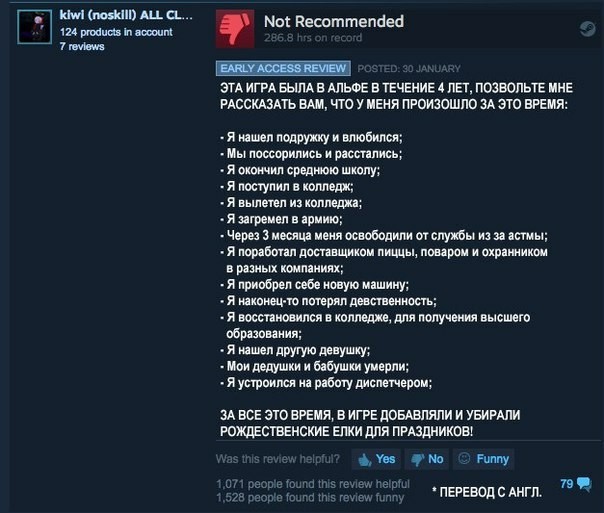 kiwi (noskill) ALL CL...
124 products in account
7 reviews
Not Recommended
286.8 hrs on record
EARLY ACCESS REVIEW POSTED: 30 JANUARY
ЭТА ИГРА БЫЛА В АЛЬФЕ В ТЕЧЕНИЕ 4 ЛЕТ, ПОЗВОЛЬТЕ МНЕ
РАССКАЗАТЬ ВАМ, ЧТО У МЕНЯ ПРОИЗОШЛО ЗА ЭТО ВРЕМЯ:
- Я нашел подружку и влюбился;
- Мы поссорились и расстались;
- Я окончил среднюю школу;
- Я поступил в колледж;
- Я вылетел из колледжа;
- Я загремел в армию;
- Через 3 месяца меня освободили от службы из за астмы;
- Я поработал доставщиком пиццы, поваром и охранником
в разных компаниях;
- Я приобрел себе новую машину;
- Я наконец-то потерял девственность;
- Я восстановился в колледже, для получения высшего
образования;
- Я нашел другую девушку;
- Мои дедушки и бабушки умерли;
- Я устроился на работу диспетчером;
ЗА ВСЕ ЭТО ВРЕМЯ, В ИГРЕ ДОБАВЛЯЛИ И УБИРАЛИ
РОЖДЕСТВЕНСКИЕ ЕЛКИ ДЛЯ ПРАЗДНИКОВ!
Was this review helpful? Yes No Funny
1,071 people found this review helpful
1,528 people found this review funny
* ПЕРЕВОД С АНГЛ.
79